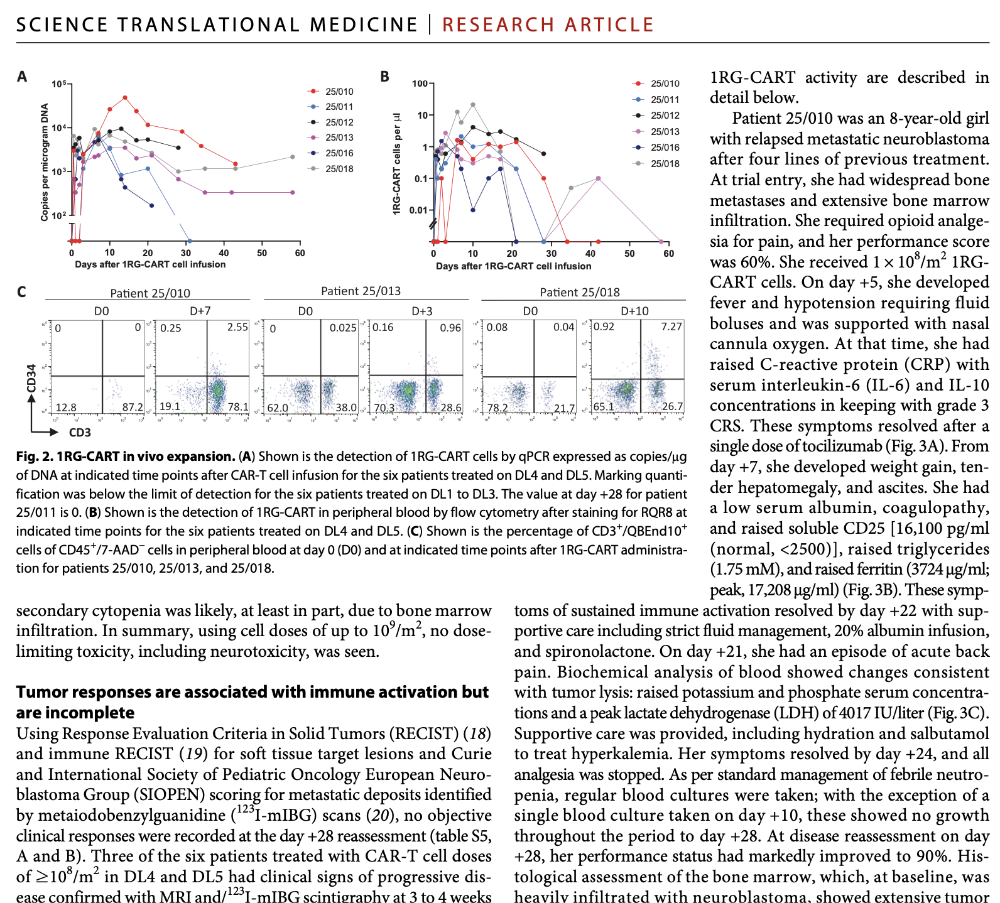 SCIENCE TRANSLATIONAL MEDICINE | RESEARCH ARTICLE
A
Copies per microgram DNA
10⁵
10⁴
10³
10²
0 10 20 30 40 50 60
Days after 1RG-CART cell infusion
25/010
25/011
25/012
25/013
25/016
25/018
B
1RG-CART cells per µl
100
10
1
0.1
0.01
0 10 20 30 40 50 60
Days after 1RG-CART cell infusion
25/010
25/011
25/012
25/013
25/016
25/018
C
Patient 25/010 Patient 25/013 Patient 25/018
D0 D+7 D0 D+3 D0 D+10
0 0 0.25 2.55 0 0.025 0.16 0.96 0.08 0.04 0.92 7.27
12.8 87.2 19.1 78.1 62.0 38.0 70.3 28.6 78.2 21.7 65.1 26.7
CD34
CD3
Fig. 2. 1RG-CART in vivo expansion. (A) Shown is the detection of 1RG-CART cells by qPCR expressed as copies/µg
of DNA at indicated time points after CAR-T cell infusion for the six patients treated on DL4 and DL5. Marking quanti-
fication was below the limit of detection for the six patients treated on DL1 to DL3. The value at day +28 for patient
25/011 is 0. (B) Shown is the detection of 1RG-CART in peripheral blood by flow cytometry after staining for RQR8 at
indicated time points for the six patients treated on DL4 and DL5. (C) Shown is the percentage of CD3⁺/QBEnd10⁺
cells of CD45⁺/7-AAD⁻ cells in peripheral blood at day 0 (D0) and at indicated time points after 1RG-CART administra-
tion for patients 25/010, 25/013, and 25/018.
secondary cytopenia was likely, at least in part, due to bone marrow
infiltration. In summary, using cell doses of up to 10⁹/m², no dose-
limiting toxicity, including neurotoxicity, was seen.
Tumor responses are associated with immune activation but
are incomplete
Using Response Evaluation Criteria in Solid Tumors (RECIST) (18)
and immune RECIST (19) for soft tissue target lesions and Curie
and International Society of Pediatric Oncology European Neuro-
blastoma Group (SIOPEN) scoring for metastatic deposits identified
by metaiodobenzylguanidine (¹²³I-mIBG) scans (20), no objective
clinical responses were recorded at the day +28 reassessment (table S5,
A and B). Three of the six patients treated with CAR-T cell doses
of ≥10⁸/m² in DL4 and DL5 had clinical signs of progressive dis-
ease confirmed with MRI and/¹²³I-mIBG scintigraphy at 3 to 4 weeks
1RG-CART activity are described in
detail below.
Patient 25/010 was an 8-year-old girl
with relapsed metastatic neuroblastoma
after four lines of previous treatment.
At trial entry, she had widespread bone
metastases and extensive bone marrow
infiltration. She required opioid analge-
sia for pain, and her performance score
was 60%. She received 1 × 10⁸/m² 1RG-
CART cells. On day +5, she developed
fever and hypotension requiring fluid
boluses and was supported with nasal
cannula oxygen. At that time, she had
raised C-reactive protein (CRP) with
serum interleukin-6 (IL-6) and IL-10
concentrations in keeping with grade 3
CRS. These symptoms resolved after a
single dose of tocilizumab (Fig. 3A). From
day +7, she developed weight gain, ten-
der hepatomegaly, and ascites. She had
a low serum albumin, coagulopathy,
and raised soluble CD25 [16,100 pg/ml
(normal, <2500)], raised triglycerides
(1.75 mM), and raised ferritin (3724 µg/ml;
peak, 17,208 µg/ml) (Fig. 3B). These symp-
toms of sustained immune activation resolved by day +22 with sup-
portive care including strict fluid management, 20% albumin infusion,
and spironolactone. On day +21, she had an episode of acute back
pain. Biochemical analysis of blood showed changes consistent
with tumor lysis: raised potassium and phosphate serum concentra-
tions and a peak lactate dehydrogenase (LDH) of 4017 IU/liter (Fig. 3C).
Supportive care was provided, including hydration and salbutamol
to treat hyperkalemia. Her symptoms resolved by day +24, and all
analgesia was stopped. As per standard management of febrile neutro-
penia, regular blood cultures were taken; with the exception of a
single blood culture taken on day +10, these showed no growth
throughout the period to day +28. At disease reassessment on day
+28, her performance status had markedly improved to 90%. His-
tological assessment of the bone marrow, which, at baseline, was
heavily infiltrated with neuroblastoma, showed extensive tumor